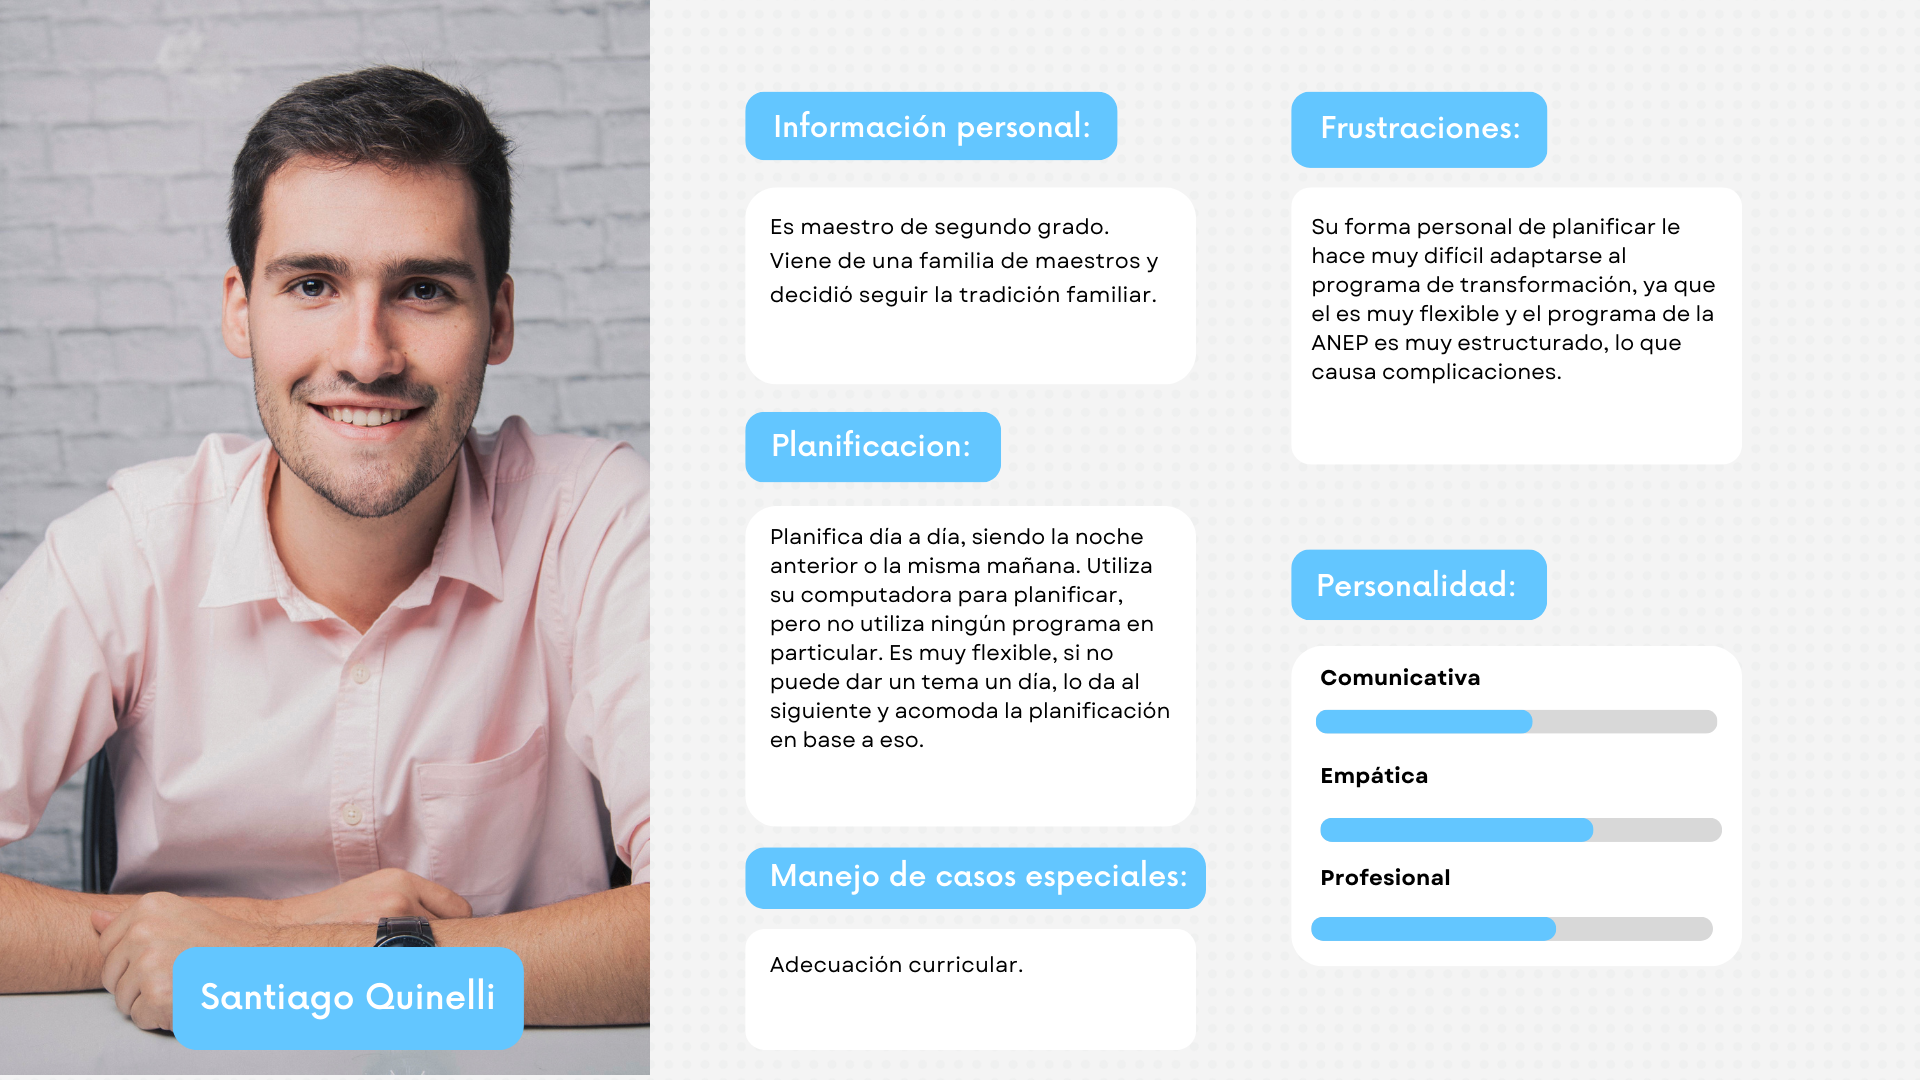 Santiago Quinelli
Información personal:
Es maestro de segundo grado.
Viene de una familia de maestros y
decidió seguir la tradición familiar.
Planificacion:
Planifica día a día, siendo la noche
anterior o la misma mañana. Utiliza
su computadora para planificar,
pero no utiliza ningún programa en
particular. Es muy flexible, si no
puede dar un tema un día, lo da al
siguiente y acomoda la planificación
en base a eso.
Manejo de casos especiales:
Adecuación curricular.
Frustraciones:
Su forma personal de planificar le
hace muy difícil adaptarse al
programa de transformación, ya que
el es muy flexible y el programa de la
ANEP es muy estructurado, lo que
causa complicaciones.
Personalidad:
Comunicativa
Empática
Profesional